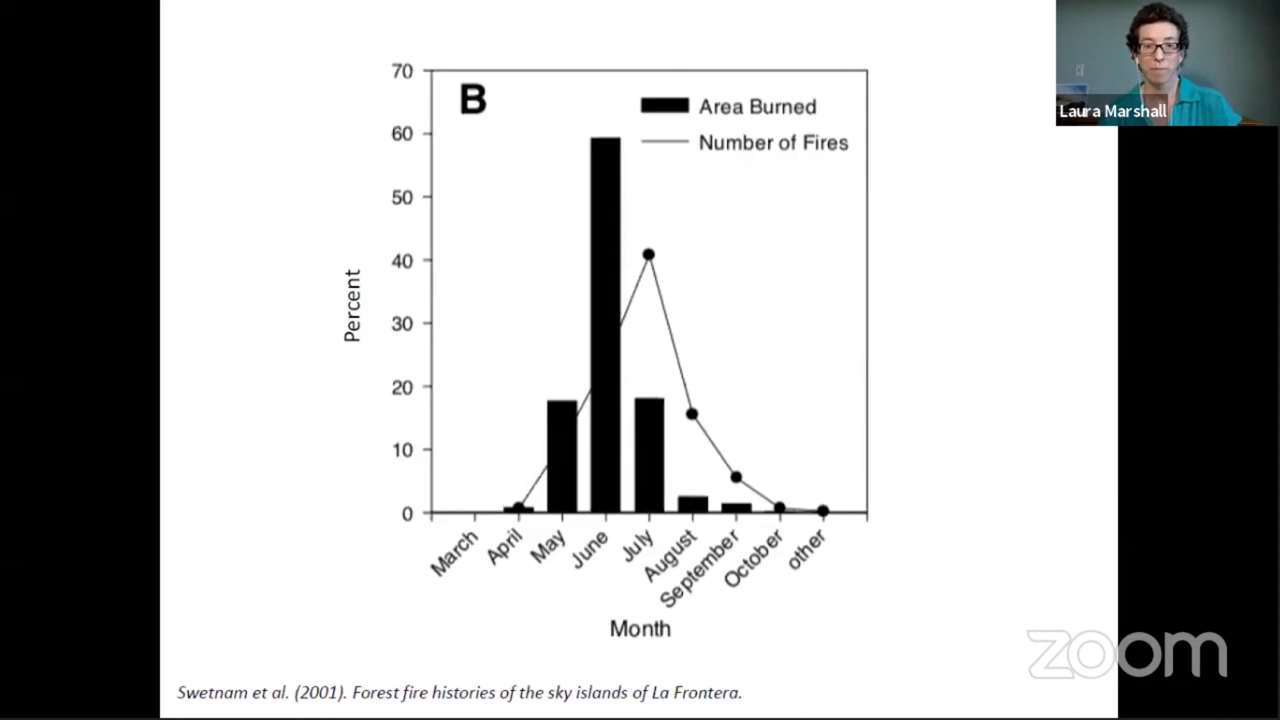 Laura Marshall
B
Area Burned
Number of Fires
70
60
50
40
30
20
10
0
Percent
March
April
May
June
July
August
September
October
other
Month
zoom
Swetnam et al. (2001). Forest fire histories of the sky islands of La Frontera.